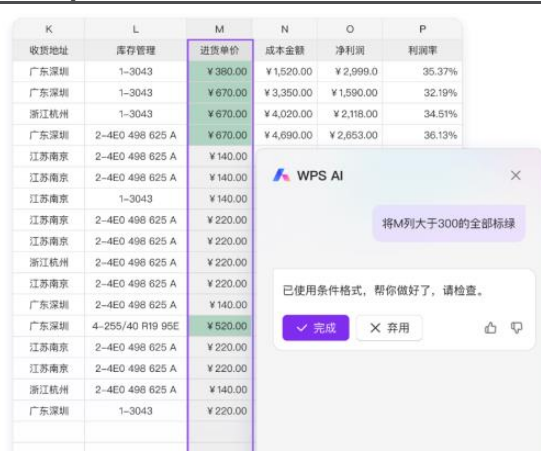 K L M N O P
收货地址 库存管理 进货单价 成本金额 净利润 利润率
广东深圳 1-3043 ¥380.00 ¥1,520.00 ¥2,999.0 35.37%
广东深圳 1-3043 ¥670.00 ¥3,350.00 ¥1,590.00 32.19%
浙江杭州 1-3043 ¥670.00 ¥4,020.00 ¥2,118.00 34.51%
广东深圳 2-4E0 498 625 A ¥670.00 ¥4,690.00 ¥2,653.00 36.13%
江苏南京 2-4E0 498 625 A ¥140.00
江苏南京 2-4E0 498 625 A ¥140.00
江苏南京 1-3043 ¥140.00
江苏南京 2-4E0 498 625 A ¥220.00
江苏南京 2-4E0 498 625 A ¥220.00
浙江杭州 2-4E0 498 625 A ¥220.00
江苏南京 2-4E0 498 625 A ¥220.00
广东深圳 2-4E0 498 625 A ¥140.00
广东深圳 4-255/40 R19 95E ¥520.00
江苏南京 2-4E0 498 625 A ¥220.00
江苏南京 2-4E0 498 625 A ¥220.00
浙江杭州 2-4E0 498 625 A ¥140.00
广东深圳 1-3043 ¥220.00
WPS AI
将M列大于300的全部标绿
已使用条件格式，帮你做好了，请检查。
完成 弃用